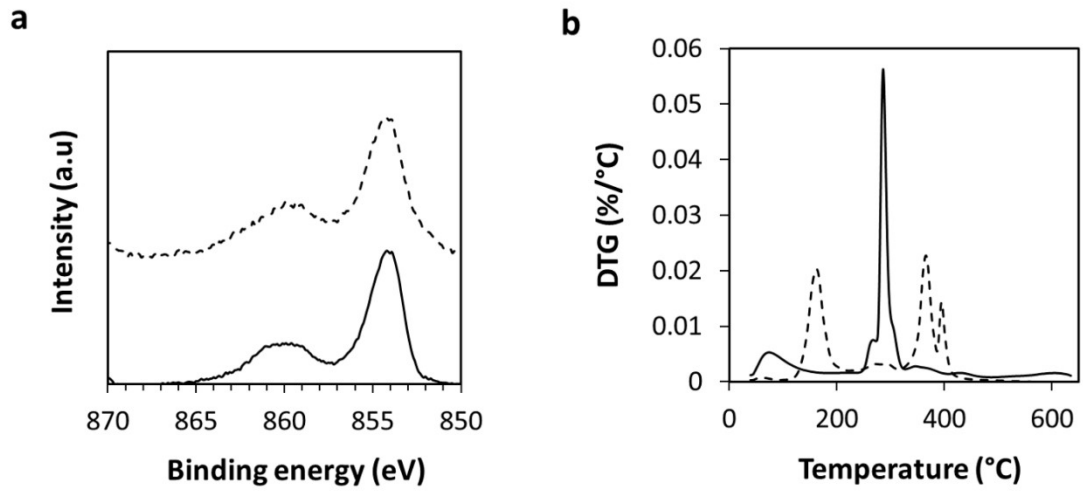 a
Intensity (a.u)
870 865 860 855 850
Binding energy (eV)
b
DTG (%/°C)
0.06
0.05
0.04
0.03
0.02
0.01
0
0 200 400 600
Temperature (°C)